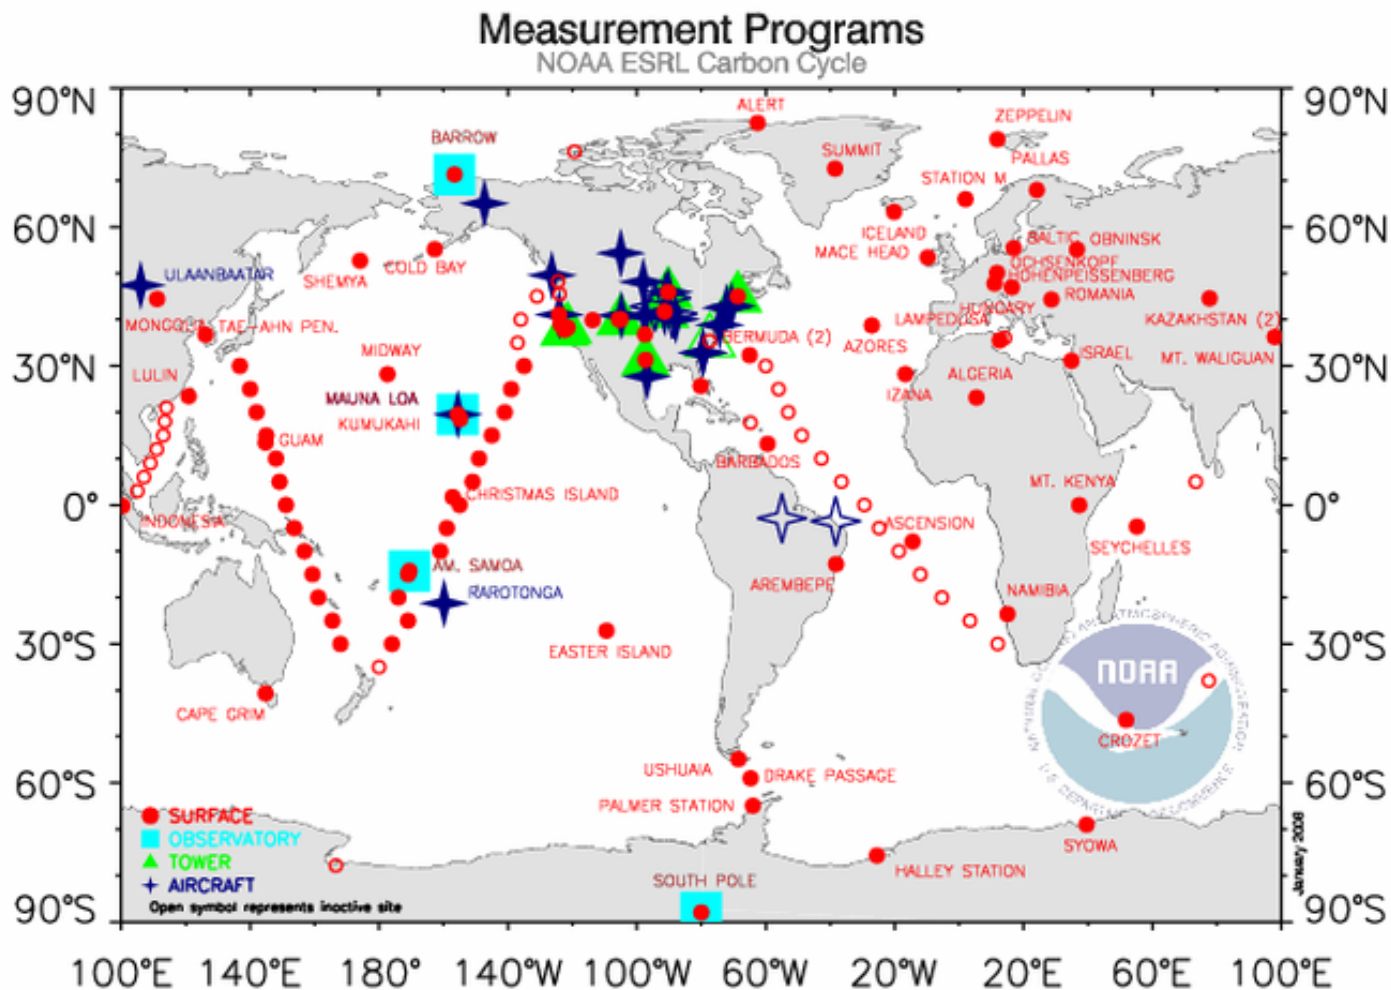 Measurement Programs
NOAA ESRL Carbon Cycle
90°N 90°N
ALERT
ZEPPELIN
BARROW
SUMMIT
PALLAS
STATION M
60°N 60°N
ICELAND
BALTIC OBNINSK
MACE HEAD
OCHSENKOPF
COLD BAY
ULAANBAATAR
HOHENPEISSENBERG
SHEMYA
ROMANIA
HUNGARY
LAMPEDUSA
KAZAKHSTAN (2)
MONGOLIA TAE-AHN PEN.
BERMUDA (2)
AZORES
MIDWAY
ISRAEL
MT. WALIGUAN
30°N 30°N
LULIN
ALGERIA
IZANA
MAUNA LOA
KUMUKAHI
GUAM
BARBADOS
MT. KENYA
CHRISTMAS ISLAND
0° 0°
INDONESIA
ASCENSION
SEYCHELLES
AM. SAMOA
AREMBEPE
RAROTONGA
NAMIBIA
30°S 30°S
EASTER ISLAND
NOAA
CAPE GRIM
CROZET
USHUAIA
DRAKE PASSAGE
60°S 60°S
PALMER STATION
SURFACE
OBSERVATORY
TOWER
AIRCRAFT
Open symbol represents inactive site
SYOWA
HALLEY STATION
SOUTH POLE
January 2008
90°S 90°S
100°E 140°E 180° 140°W 100°W 60°W 20°W 20°E 60°E 100°E